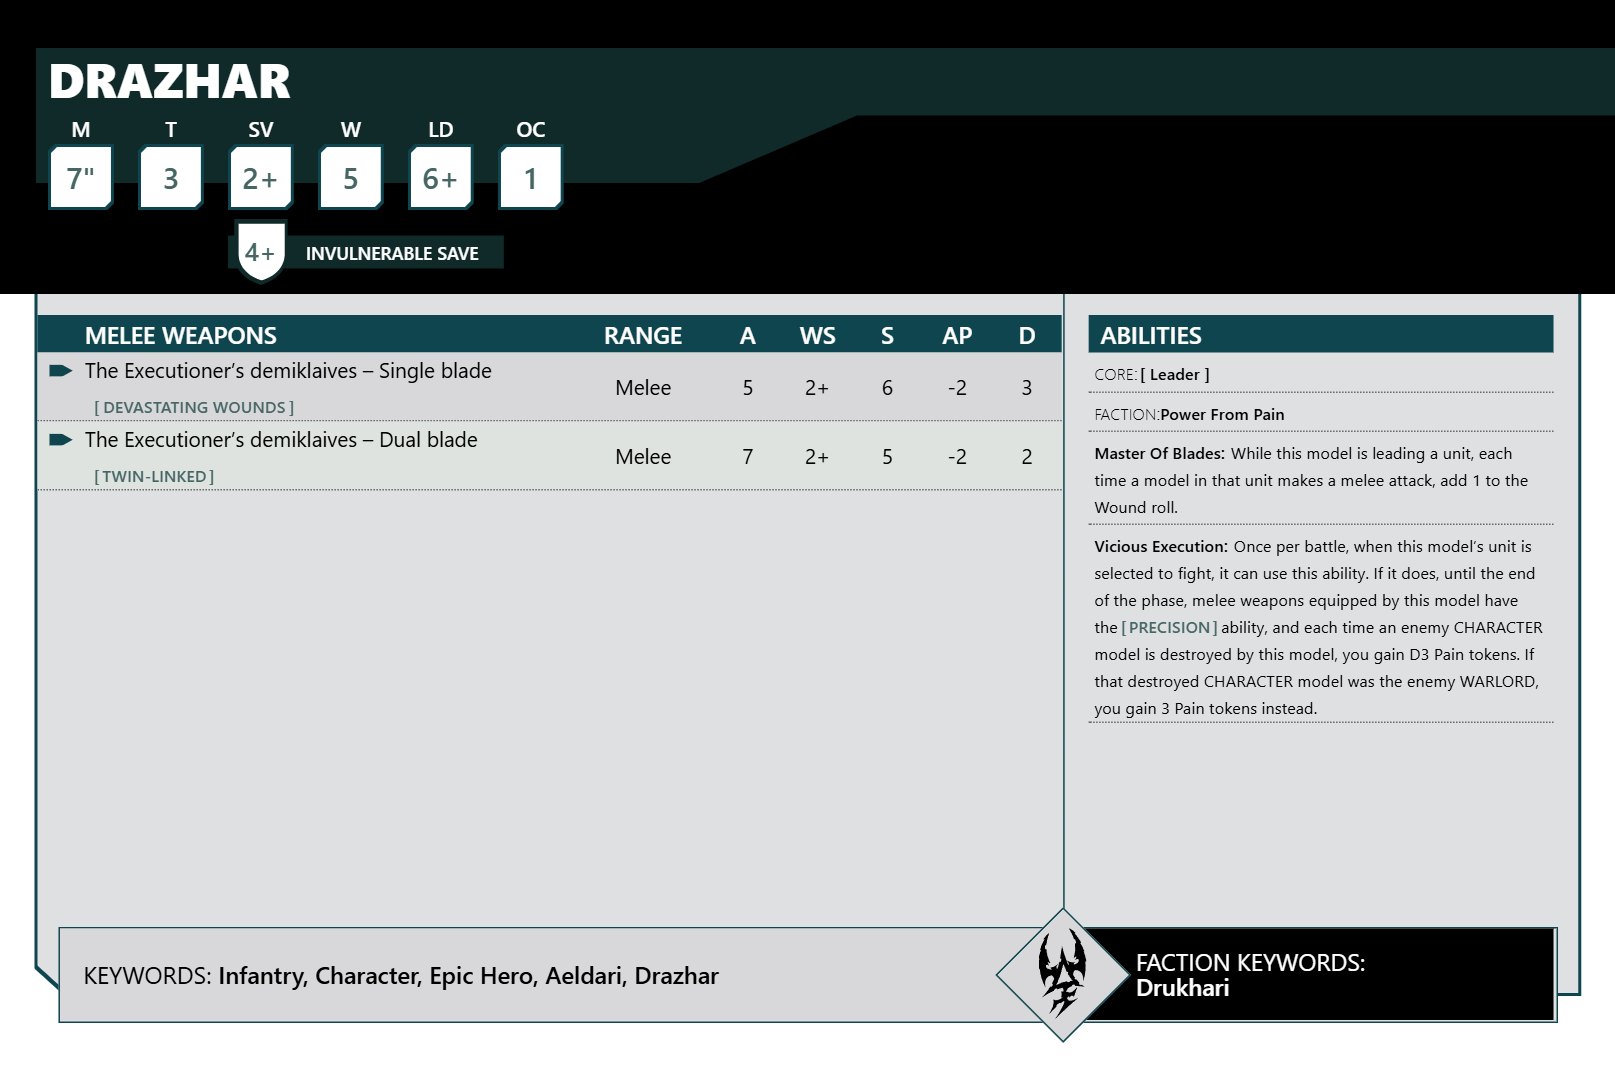 DRAZHAR
M T SV W LD OC
7" 3 2+ 5 6+ 1
4+ INVULNERABLE SAVE
MELEE WEAPONS RANGE A WS S AP D
The Executioner’s demiklaives – Single blade
Melee 5 2+ 6 -2 3
[ DEVASTATING WOUNDS ]
The Executioner’s demiklaives – Dual blade
Melee 7 2+ 5 -2 2
[ TWIN-LINKED ]
ABILITIES
CORE: [ Leader ]
FACTION: Power From Pain
Master Of Blades: While this model is leading a unit, each
time a model in that unit makes a melee attack, add 1 to the
Wound roll.
Vicious Execution: Once per battle, when this model’s unit is
selected to fight, it can use this ability. If it does, until the end
of the phase, melee weapons equipped by this model have
the [ PRECISION ] ability, and each time an enemy CHARACTER
model is destroyed by this model, you gain D3 Pain tokens. If
that destroyed CHARACTER model was the enemy WARLORD,
you gain 3 Pain tokens instead.
KEYWORDS: Infantry, Character, Epic Hero, Aeldari, Drazhar
FACTION KEYWORDS:
Drukhari